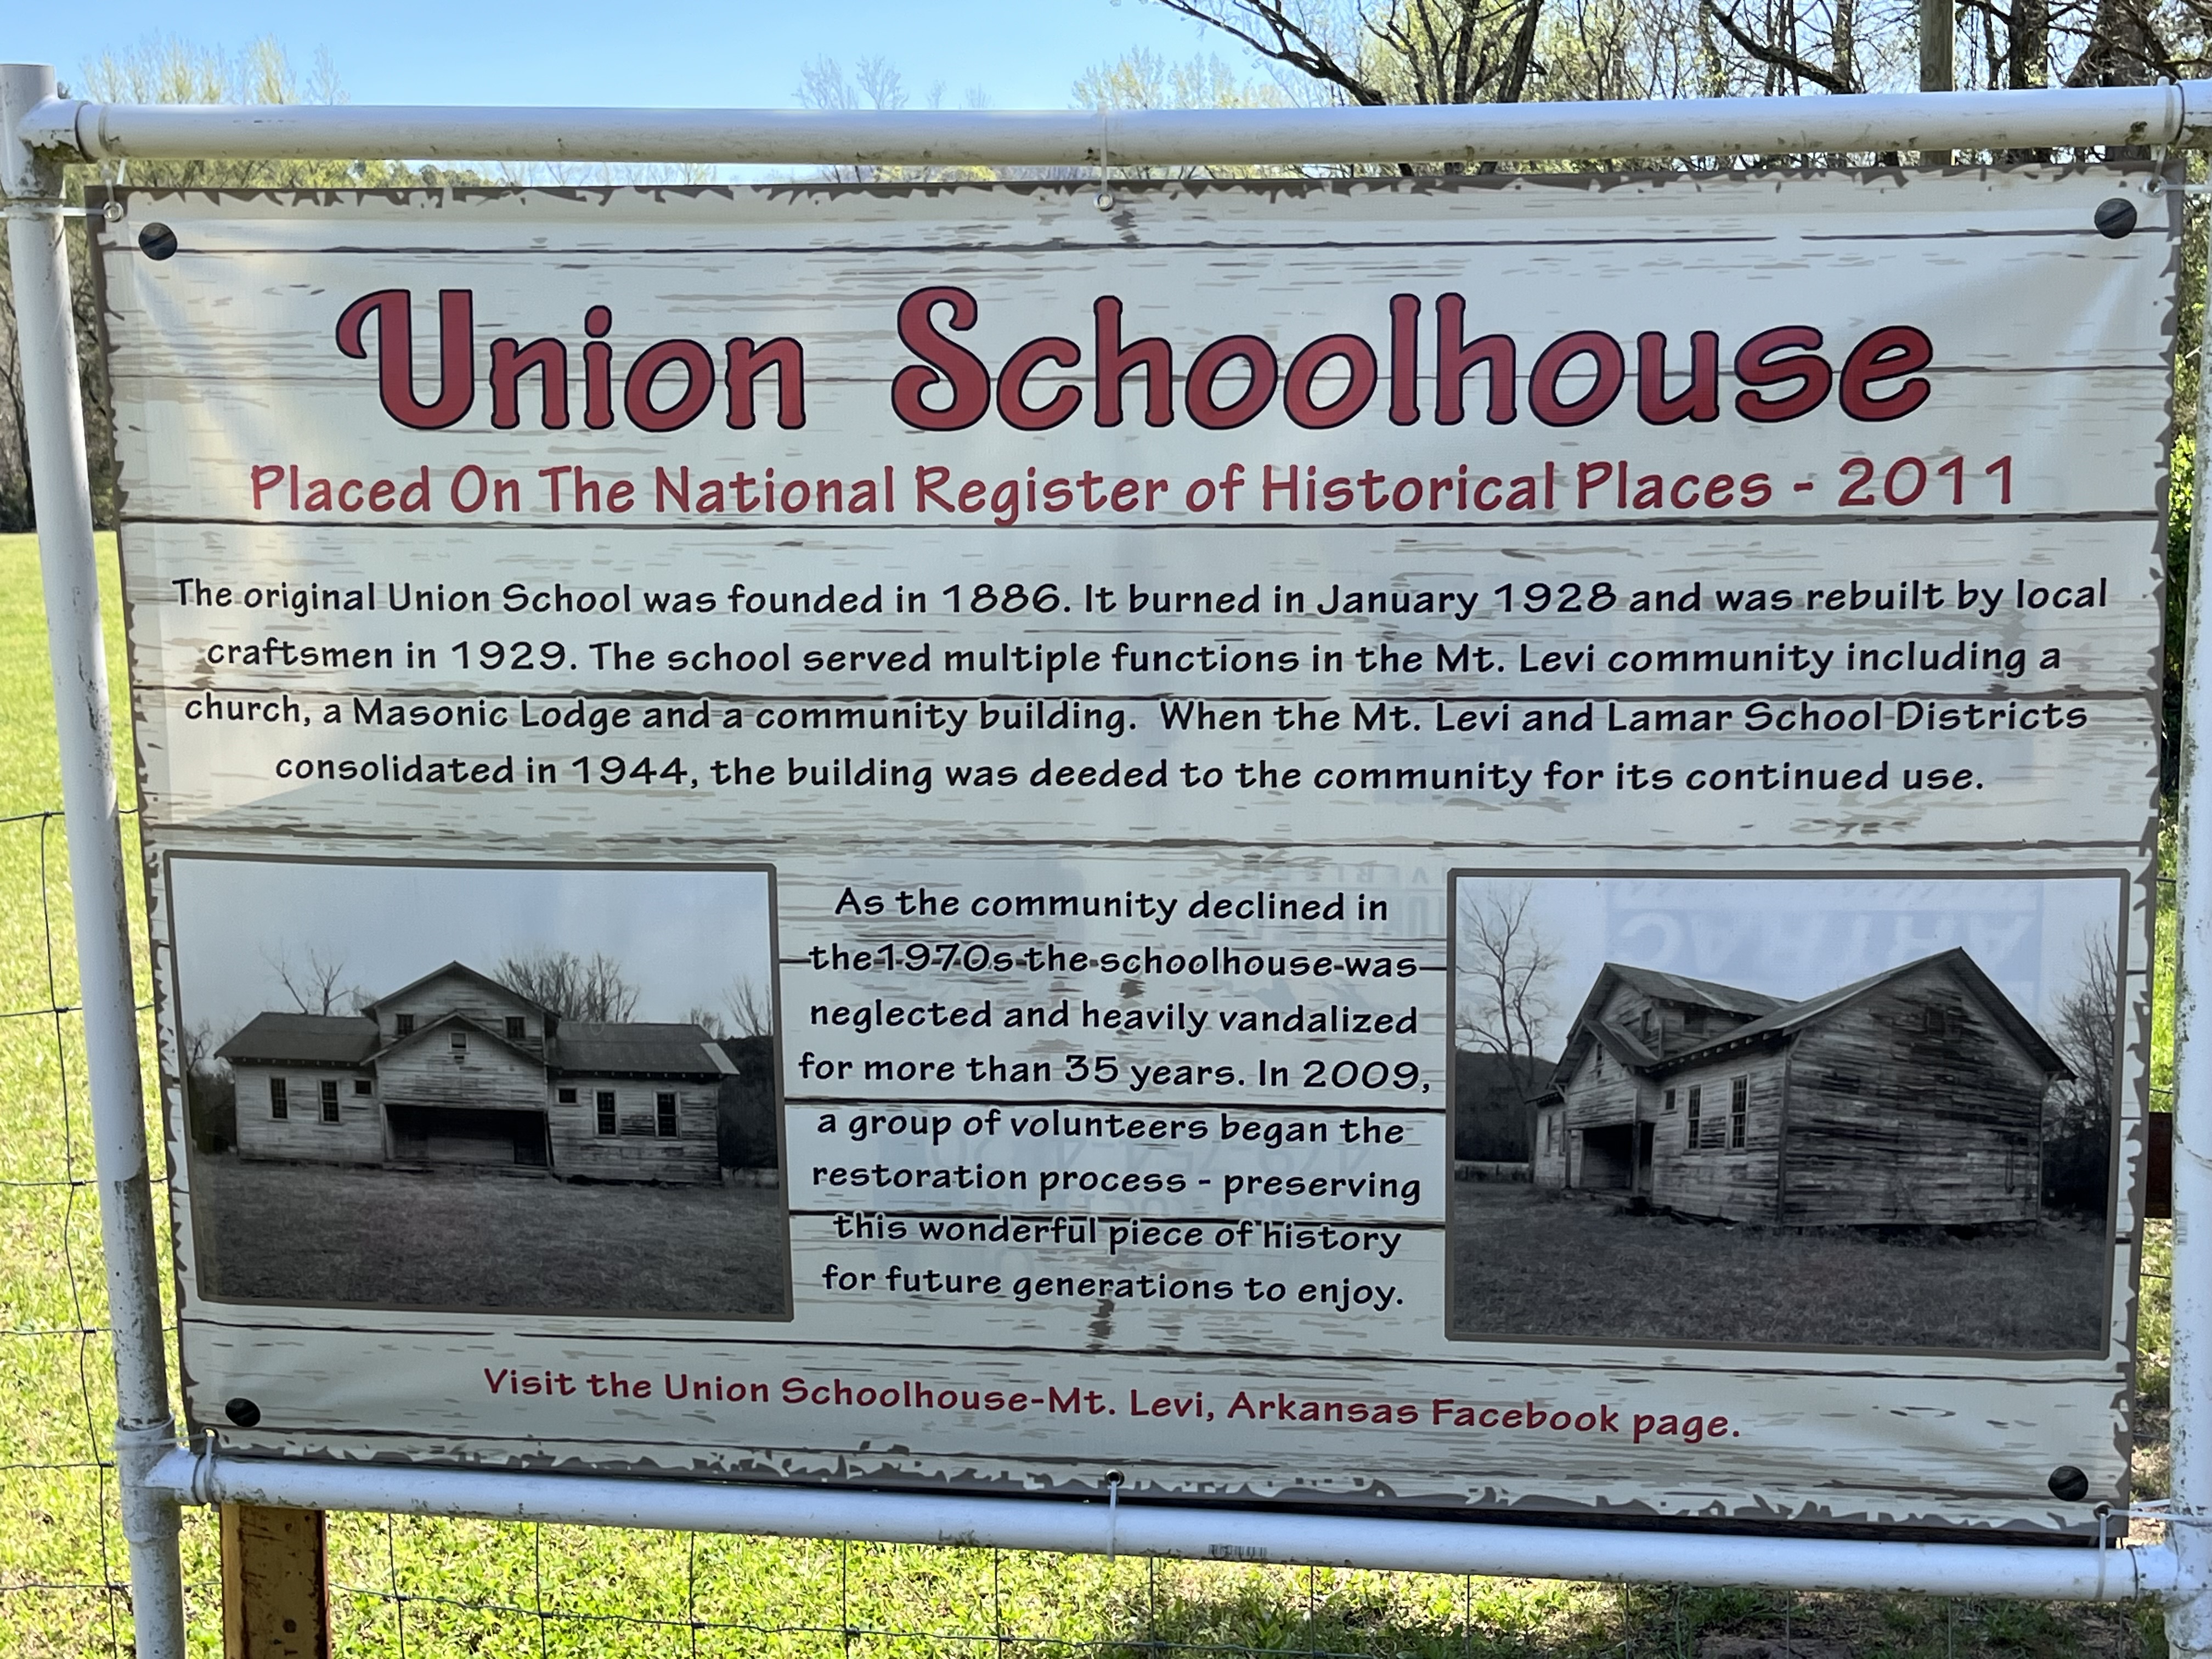 Union Schoolhouse
Placed On The National Register of Historical Places - 2011
The original Union School was founded in 1886. It burned in January 1928 and was rebuilt by local
craftsmen in 1929. The school served multiple functions in the Mt. Levi community including a
church, a Masonic Lodge and a community building. When the Mt. Levi and Lamar School Districts
consolidated in 1944, the building was deeded to the community for its continued use.
As the community declined in
the1970s the schoolhouse was
neglected and heavily vandalized
for more than 35 years. In 2009,
a group of volunteers began the
restoration process - preserving
this wonderful piece of history
for future generations to enjoy.
Visit the Union Schoolhouse-Mt. Levi, Arkansas Facebook page.